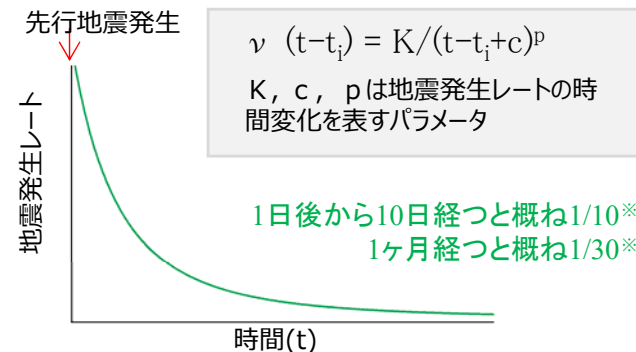 先行地震発生
ν (t−tᵢ) = K/(t−tᵢ+c)ᵖ
K, c, pは地震発生レートの時
間変化を表すパラメータ
地震発生レート
1日後から10日経つと概ね1/10※
1ヶ月経つと概ね1/30※
時間(t)